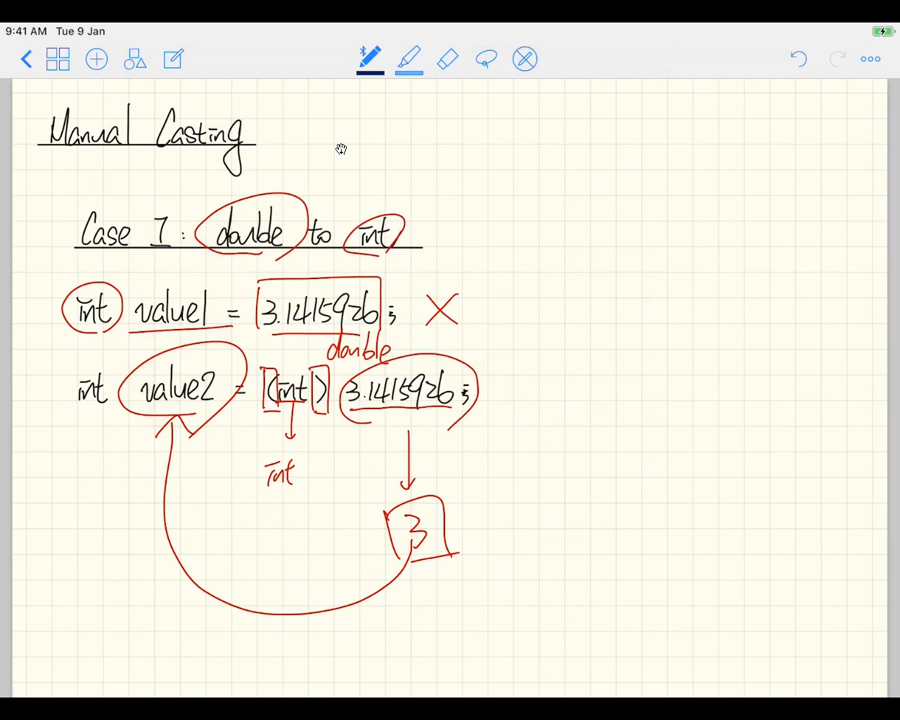 9:41 AM Tue 9 Jan
Manual Casting
Case I: double to int
int value1 = 3.1415926; X
double
int value2 = (int) 3.1415926;
int
3